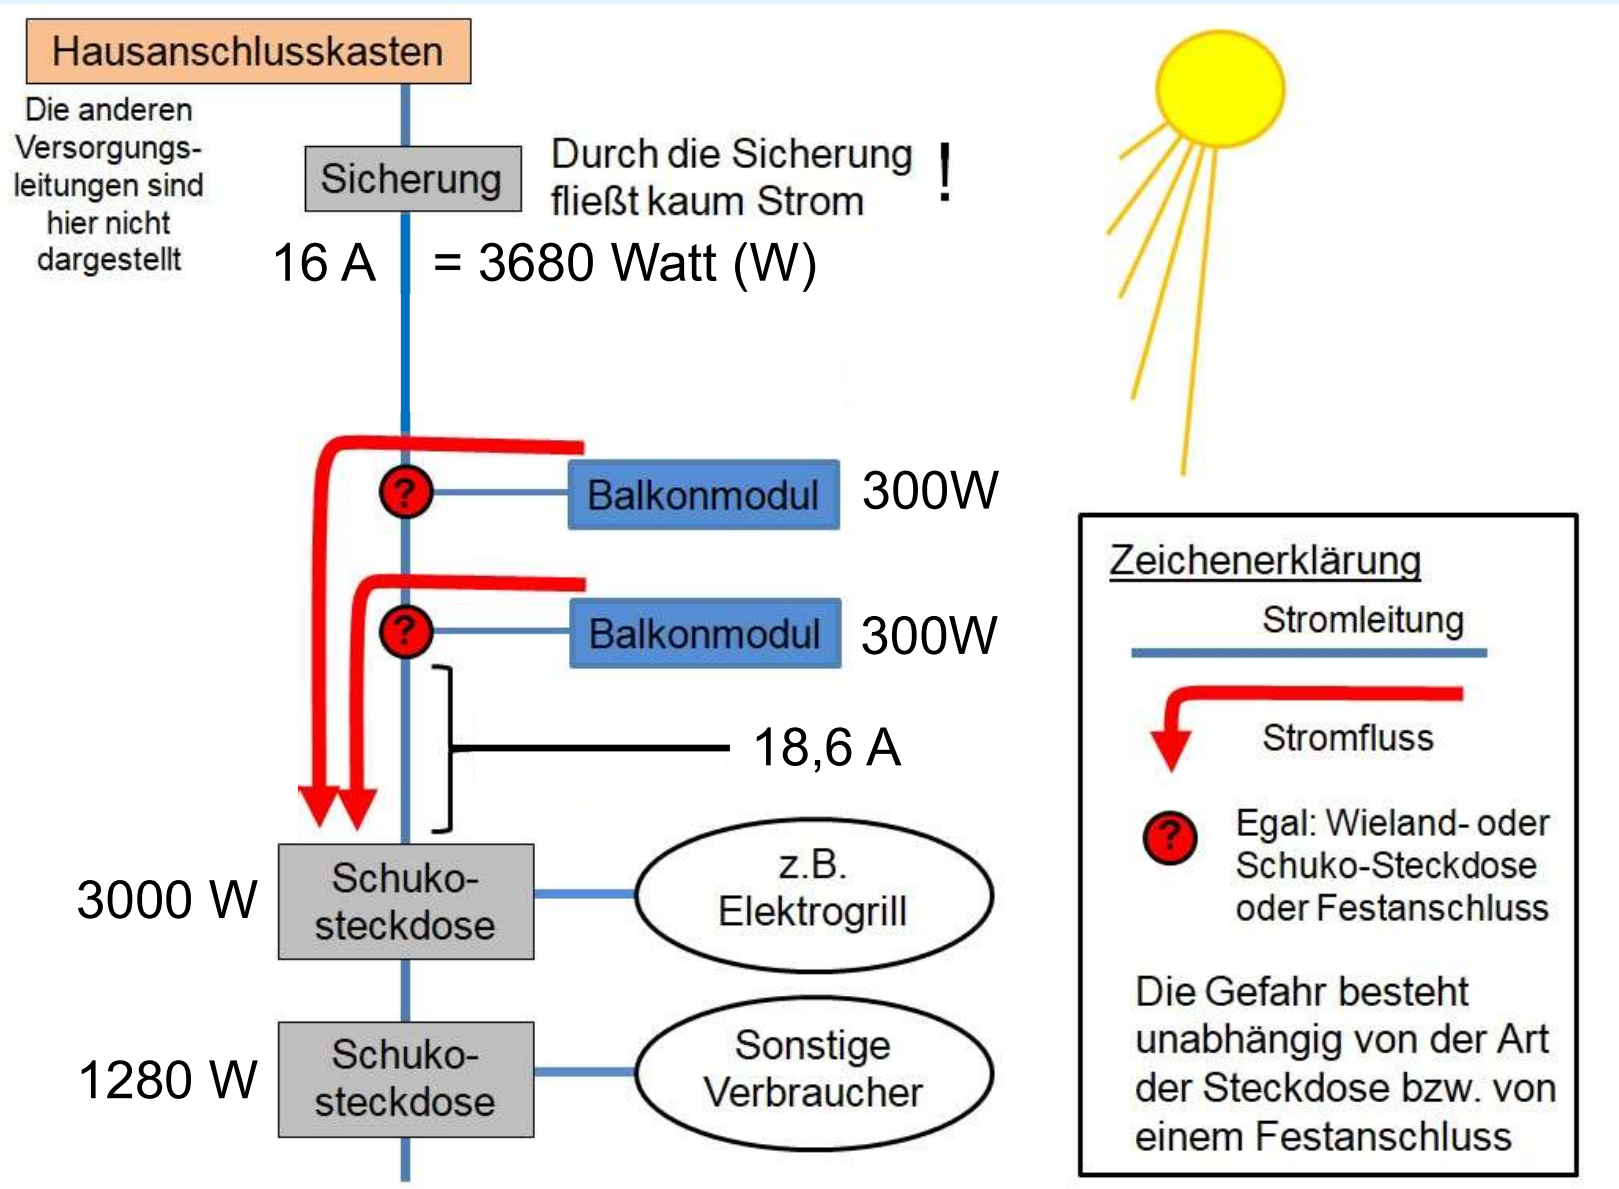 Hausanschlusskasten
Die anderen
Versorgungs-
leitungen sind
hier nicht
dargestellt
Sicherung
Durch die Sicherung
fließt kaum Strom
!
16 A
= 3680 Watt (W)
?
Balkonmodul
300W
?
Balkonmodul
300W
18,6 A
3000 W
Schuko-
steckdose
z.B.
Elektrogrill
1280 W
Schuko-
steckdose
Sonstige
Verbraucher
Zeichenerklärung
Stromleitung
Stromfluss
?
Egal: Wieland- oder
Schuko-Steckdose
oder Festanschluss
Die Gefahr besteht
unabhängig von der Art
der Steckdose bzw. von
einem Festanschluss